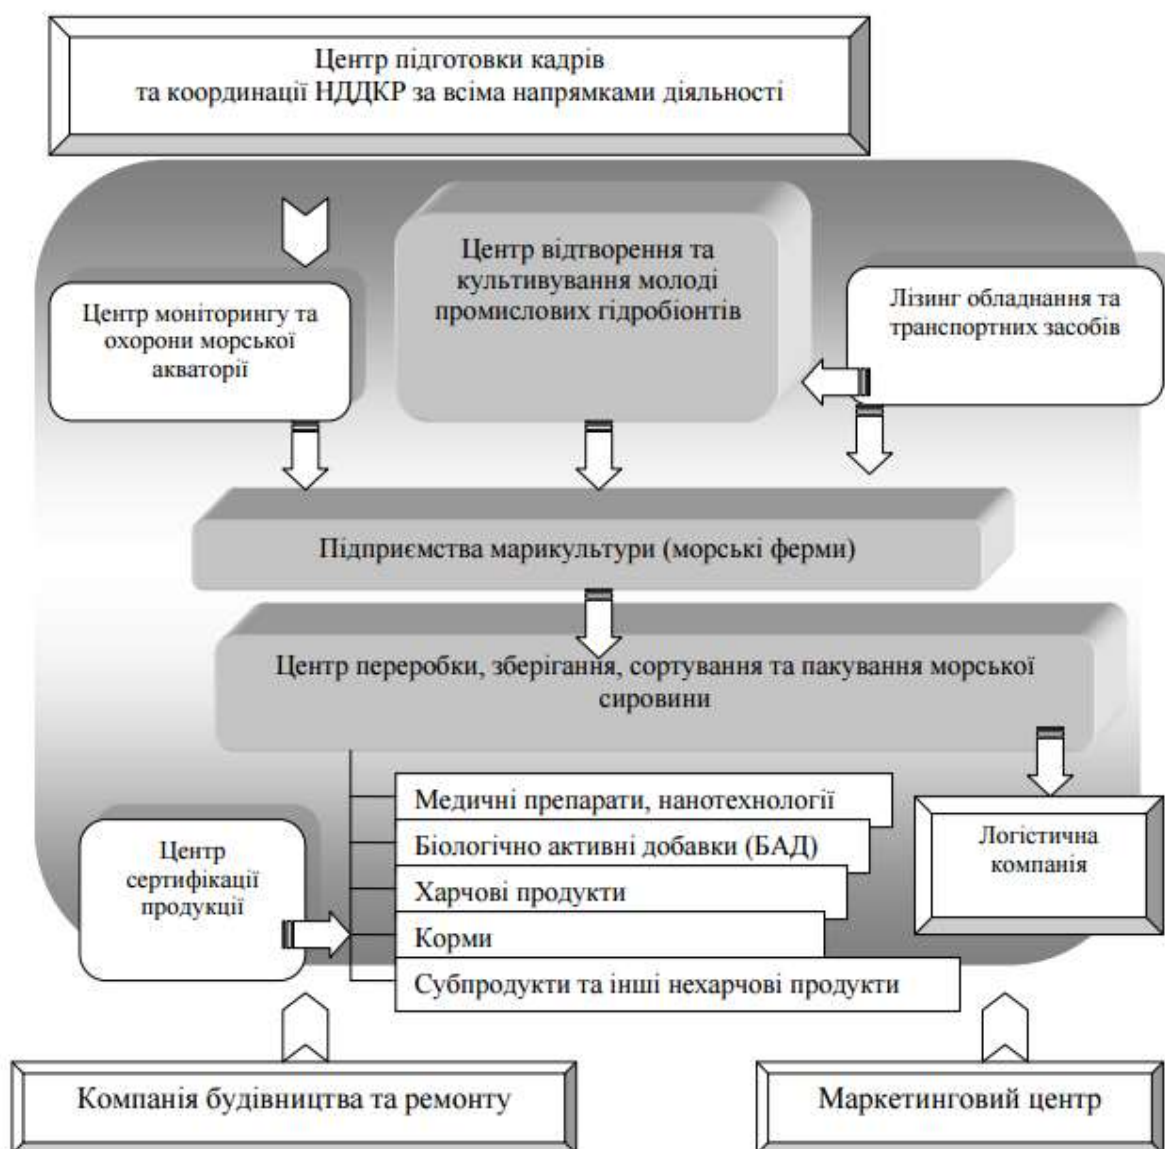 Центр підготовки кадрів
та координації НДДКР за всіма напрямками діяльності
Центр відтворення та
культивування молоді
промислових гідробіонтів
Центр моніторингу та
охорони морської
акваторії
Лізинг обладнання та
транспортних засобів
Підприємства марикультури (морські ферми)
Центр переробки, зберігання, сортування та пакування морської
сировини
Медичні препарати, нанотехнології
Біологічно активні добавки (БАД)
Харчові продукти
Корми
Субпродукти та інші нехарчові продукти
Центр
сертифікації
продукції
Логістична
компанія
Компанія будівництва та ремонту
Маркетинговий центр